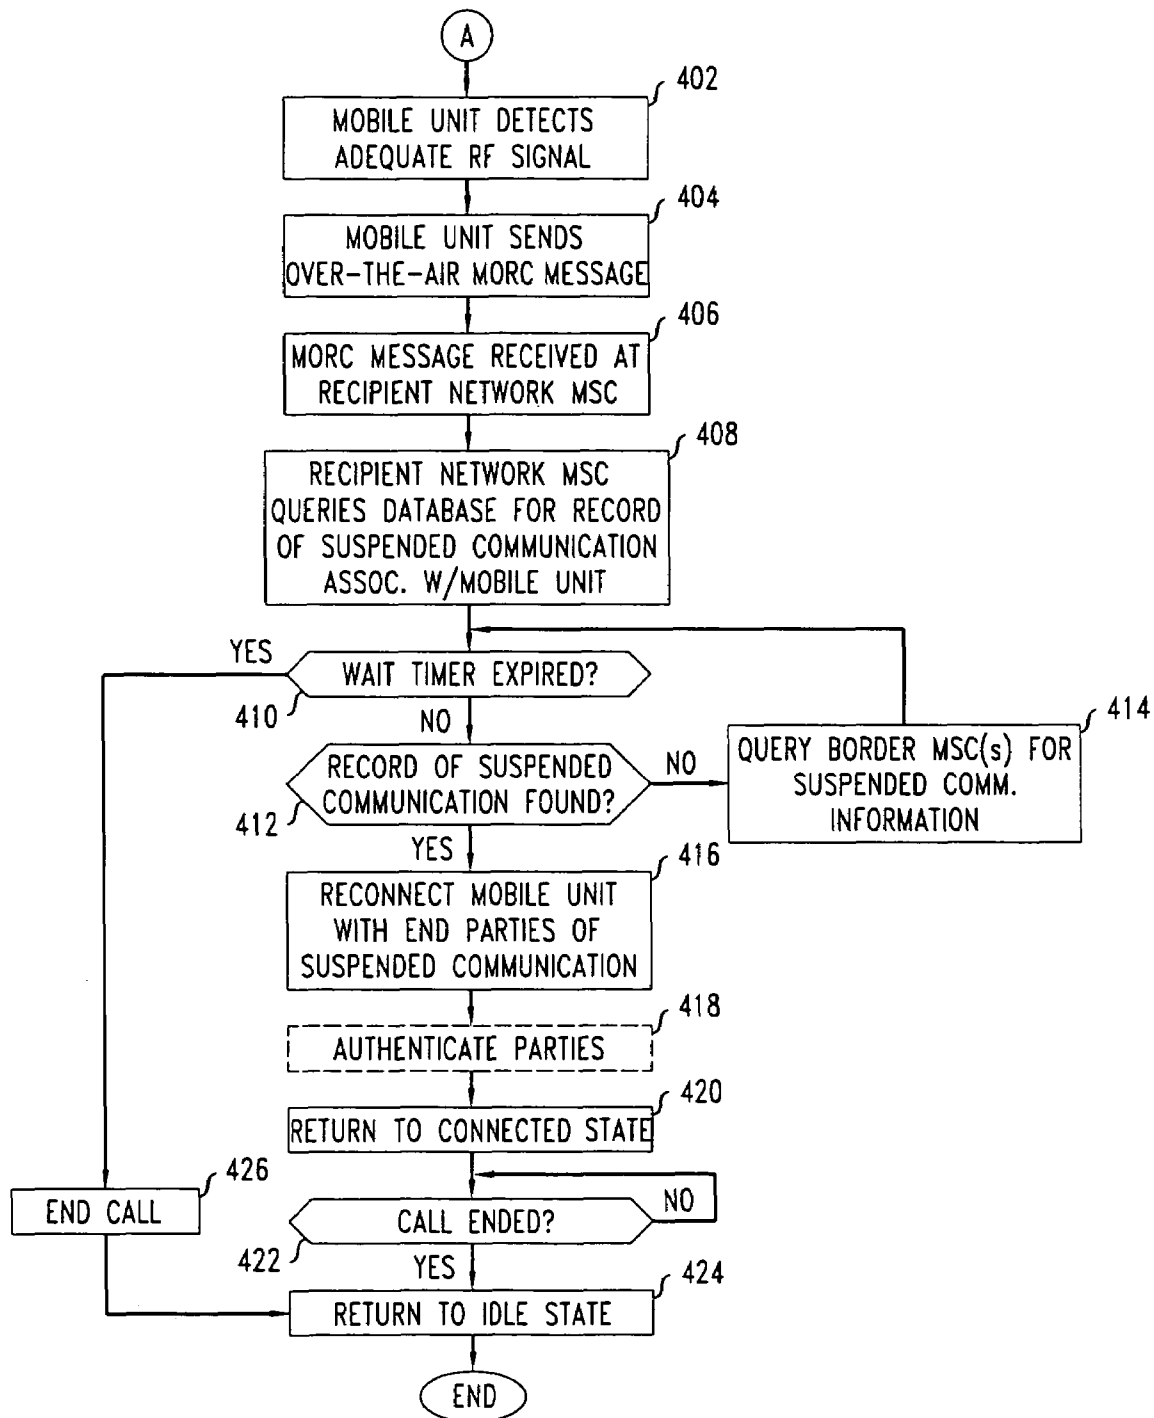 A
402
MOBILE UNIT DETECTS
ADEQUATE RF SIGNAL
404
MOBILE UNIT SENDS
OVER-THE-AIR MORC MESSAGE
406
MORC MESSAGE RECEIVED AT
RECIPIENT NETWORK MSC
408
RECIPIENT NETWORK MSC
QUERIES DATABASE FOR RECORD
OF SUSPENDED COMMUNICATION
ASSOC. W/MOBILE UNIT
YES
WAIT TIMER EXPIRED?
410
NO
414
QUERY BORDER MSC(s) FOR
SUSPENDED COMM.
INFORMATION
RECORD OF SUSPENDED
COMMUNICATION FOUND?
NO
412
YES
416
RECONNECT MOBILE UNIT
WITH END PARTIES OF
SUSPENDED COMMUNICATION
418
AUTHENTICATE PARTIES
420
RETURN TO CONNECTED STATE
426
END CALL
CALL ENDED?
NO
422
YES
424
RETURN TO IDLE STATE
END